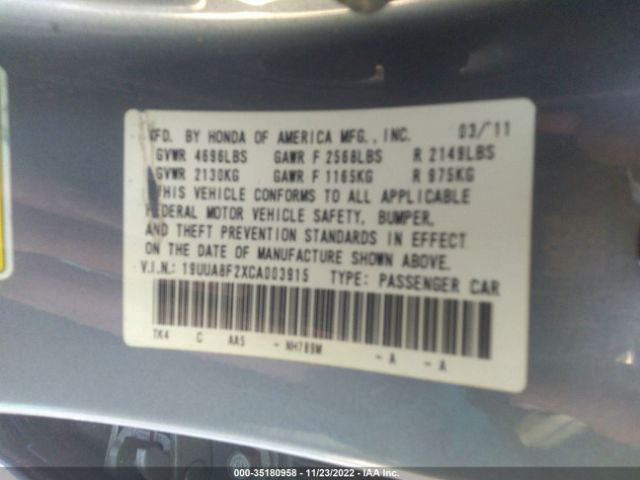 MFD. BY HONDA OF AMERICA MFG., INC. 03/'11
GVWR 4696LBS GAWR F 2568LBS R 2149LBS
GVWR 2130KG GAWR F 1165KG R 975KG
THIS VEHICLE CONFORMS TO ALL APPLICABLE
FEDERAL MOTOR VEHICLE SAFETY, BUMPER,
AND THEFT PREVENTION STANDARDS IN EFFECT
ON THE DATE OF MANUFACTURE SHOWN ABOVE.
V.I.N.: 19UUA8F2XCA003915 TYPE: PASSENGER CAR
TK4 C AA5 - NH789M - A - A
000-35180958 - 11/23/2022 - IAA Inc.